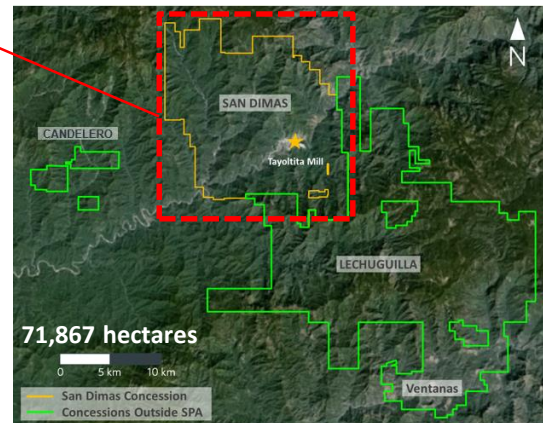 N
SAN DIMAS
CANDELERO
Tayoltita Mill
LECHUGUILLA
71,867 hectares
0 5 km 10 km
Ventanas
San Dimas Concession
Concessions Outside SPA